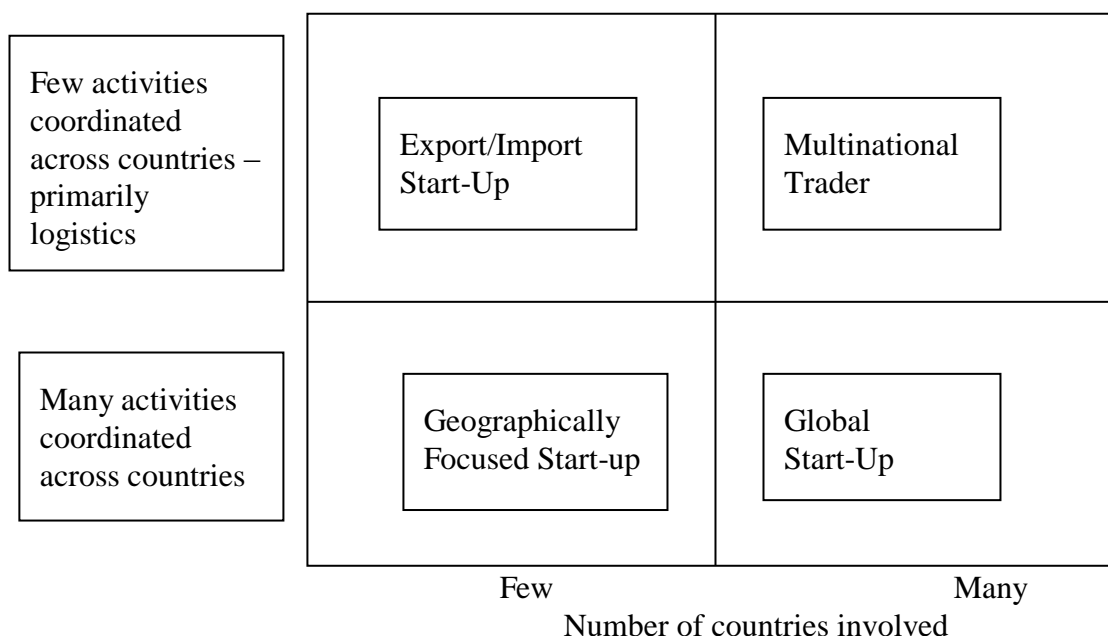 Few activities
coordinated
across countries –
primarily
logistics
Export/Import
Start-Up
Multinational
Trader
Many activities
coordinated
across countries
Geographically
Focused Start-up
Global
Start-Up
Few
Many
Number of countries involved